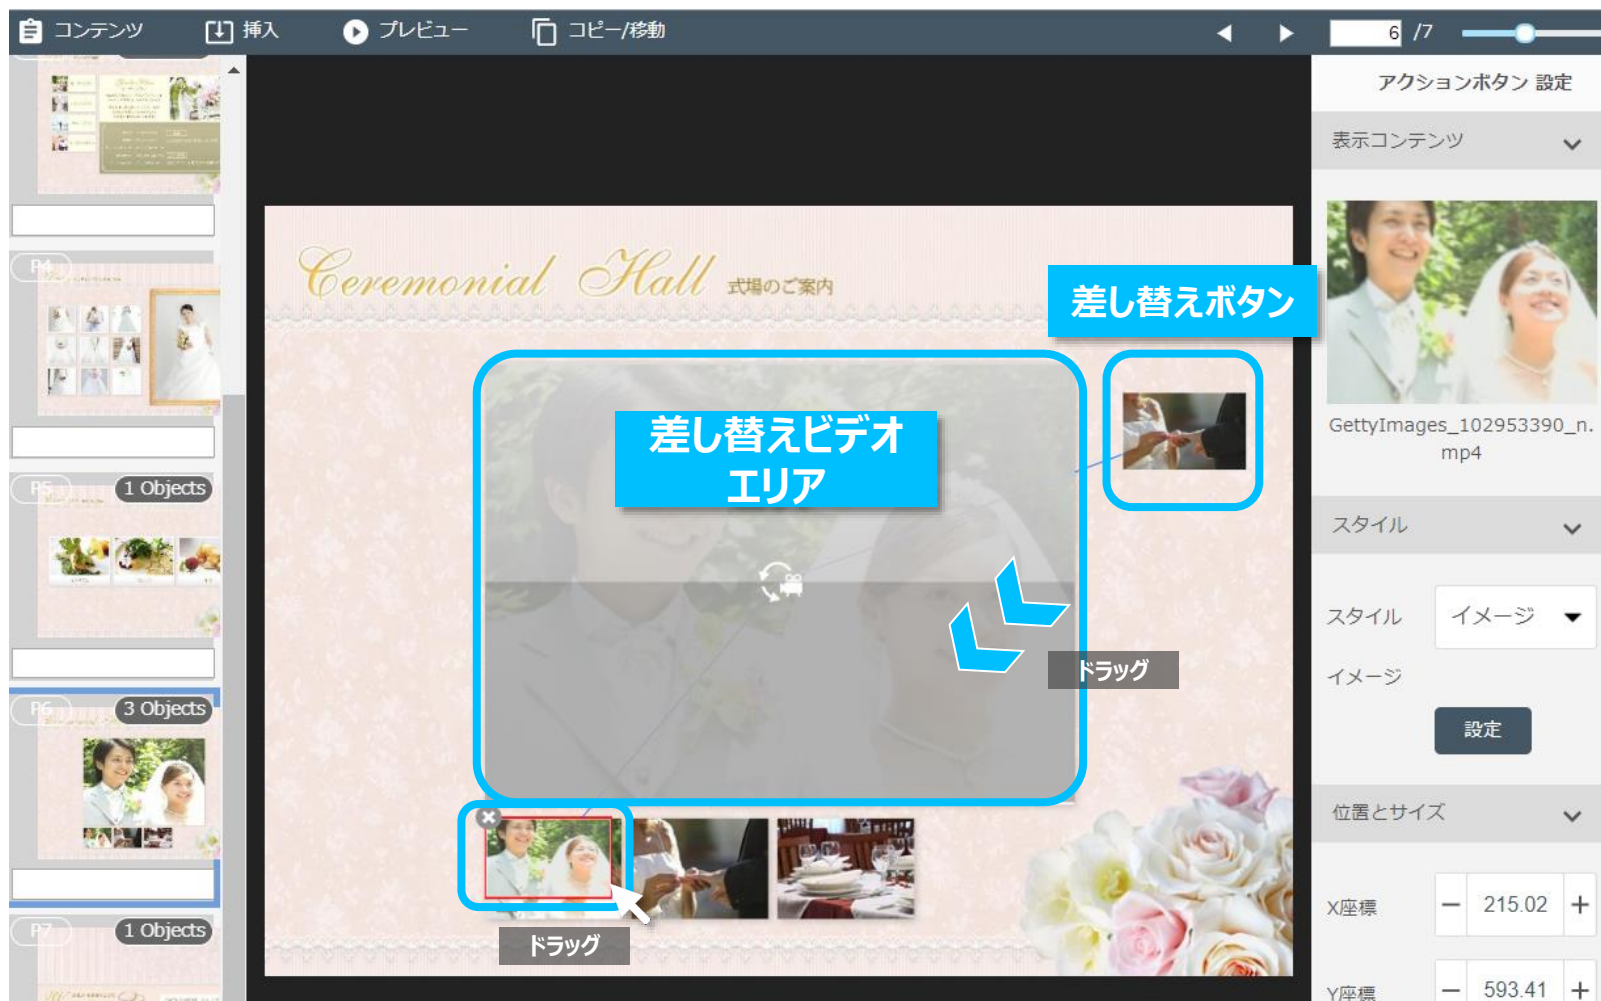 コンテンツ
挿入
プレビュー
コピー/移動
6 /7
アクションボタン 設定
表示コンテンツ
GettyImages_102953390_n.
mp4
スタイル
スタイル
イメージ
イメージ
設定
位置とサイズ
X座標
215.02
Y座標
593.41
P4
P5
1 Objects
P6
3 Objects
P7
1 Objects
Ceremonial Hall 式場のご案内
差し替えボタン
差し替えビデオ
エリア
ドラッグ
ドラッグ